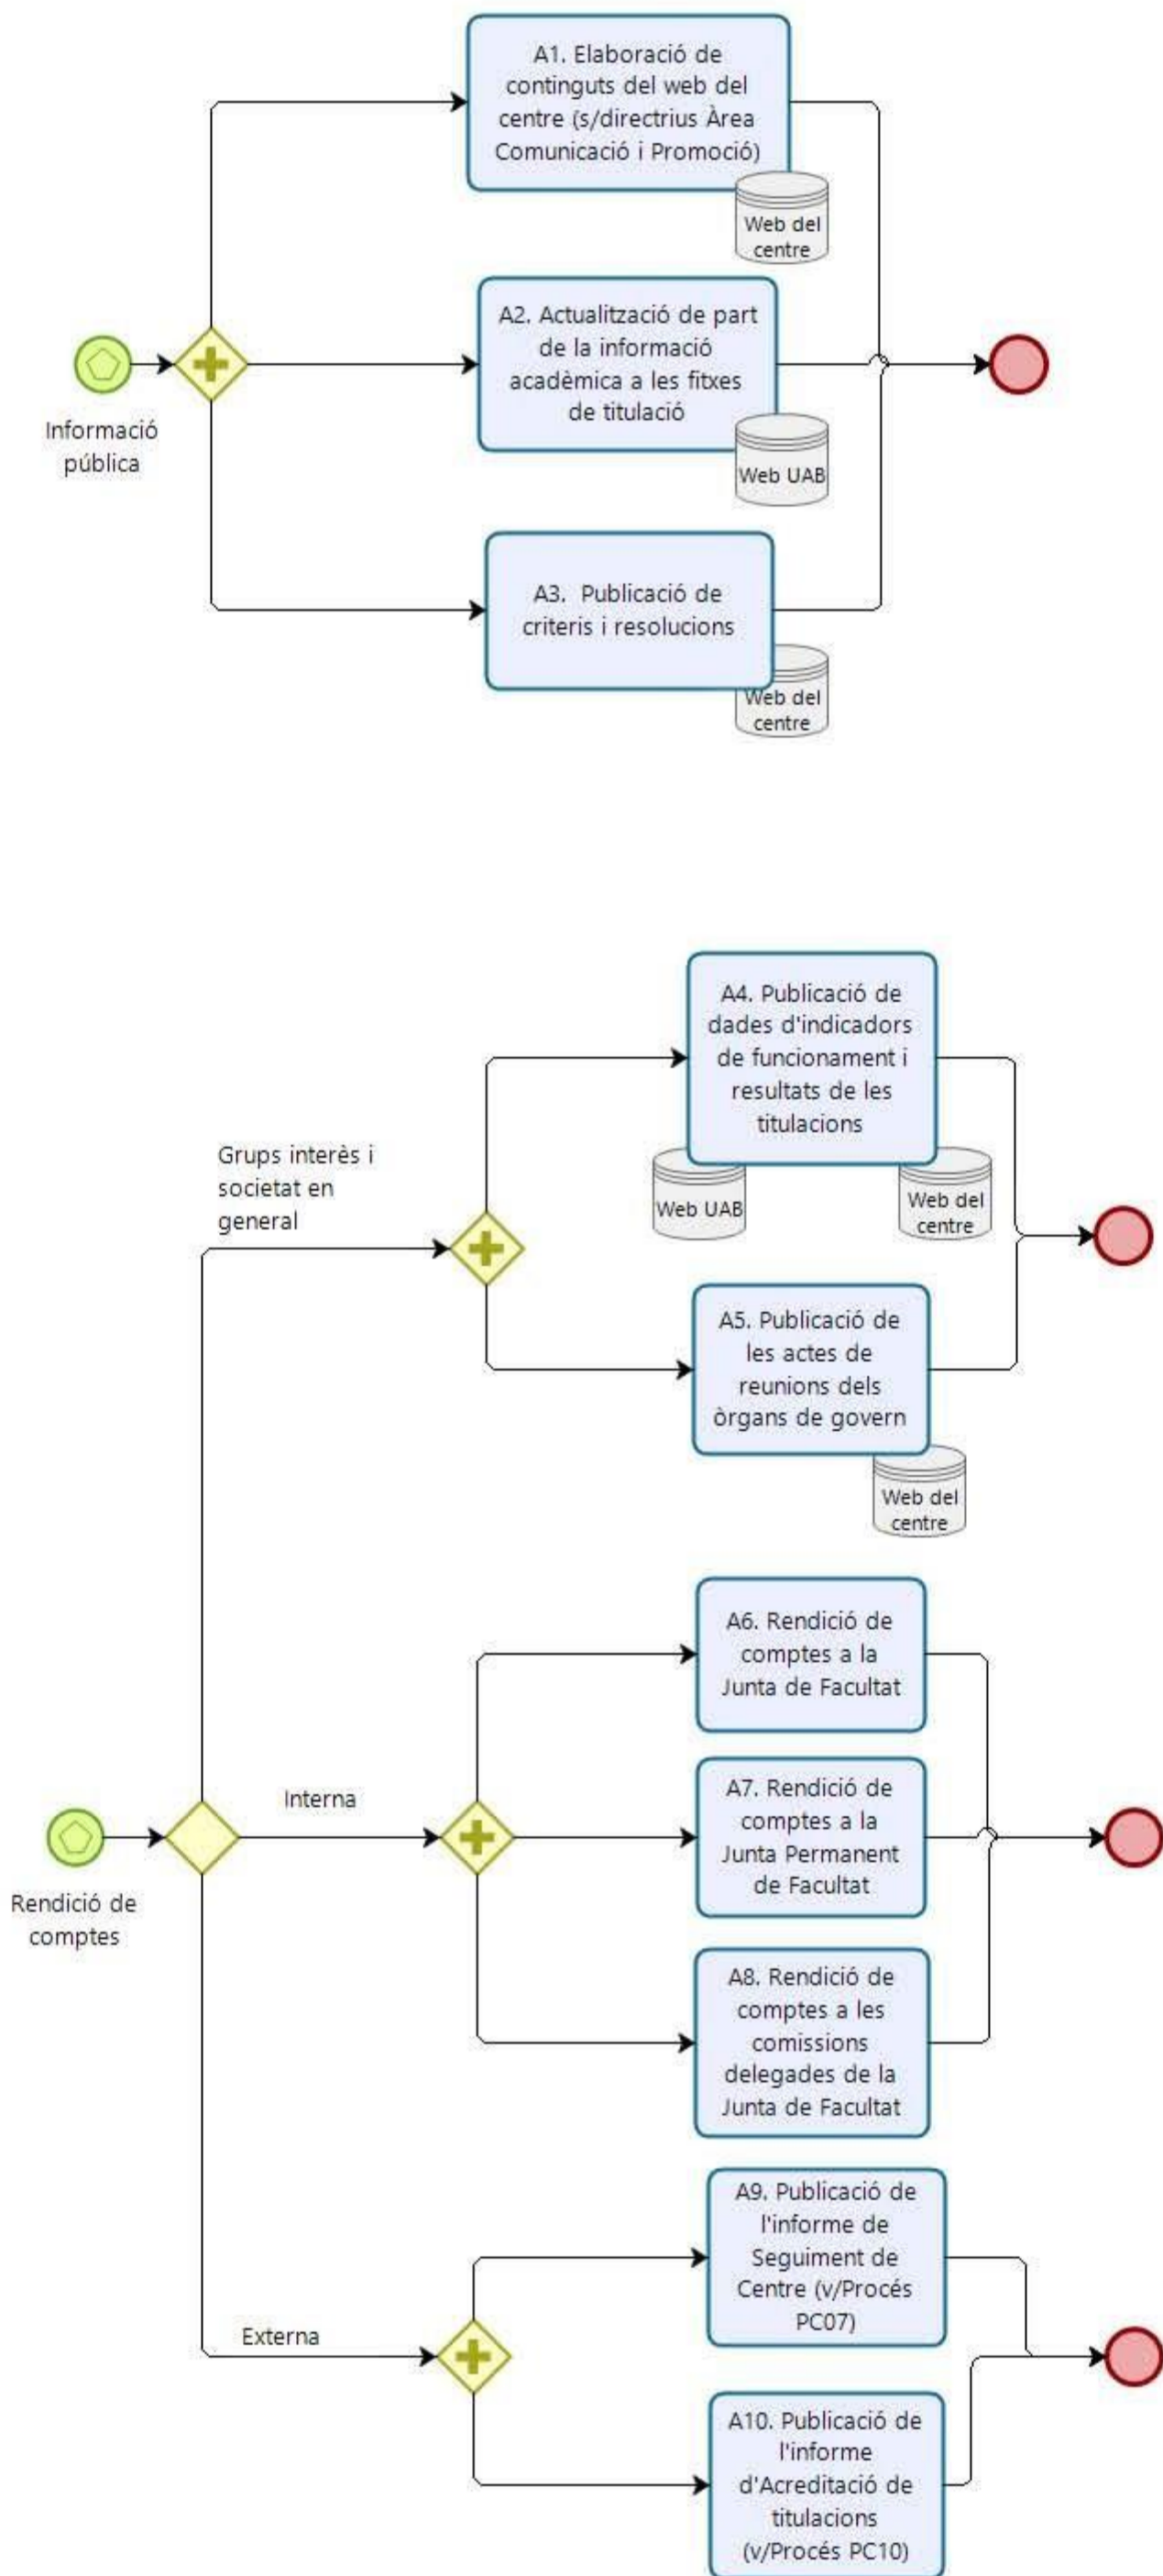 A1. Elaboració de
continguts del web del
centre (s/directrius Àrea
Comunicació i Promoció)
Web del
centre
A2. Actualització de part
de la informació
acadèmica a les fitxes
de titulació
Web UAB
Informació
pública
A3. Publicació de
criteris i resolucions
Web del
centre
A4. Publicació de
dades d'indicadors
de funcionament i
resultats de les
titulacions
Web UAB
Web del
centre
Grups interès i
societat en
general
A5. Publicació de
les actes de
reunions dels
òrgans de govern
Web del
centre
A6. Rendició de
comptes a la
Junta de Facultat
Interna
A7. Rendició de
comptes a la
Junta Permanent
de Facultat
Rendició de
comptes
A8. Rendició de
comptes a les
comissions
delegades de la
Junta de Facultat
A9. Publicació de
l'informe de
Seguiment de
Centre (v/Procés
PC07)
Externa
A10. Publicació de
l'informe
d'Acreditació de
titulacions
(v/Procés PC10)